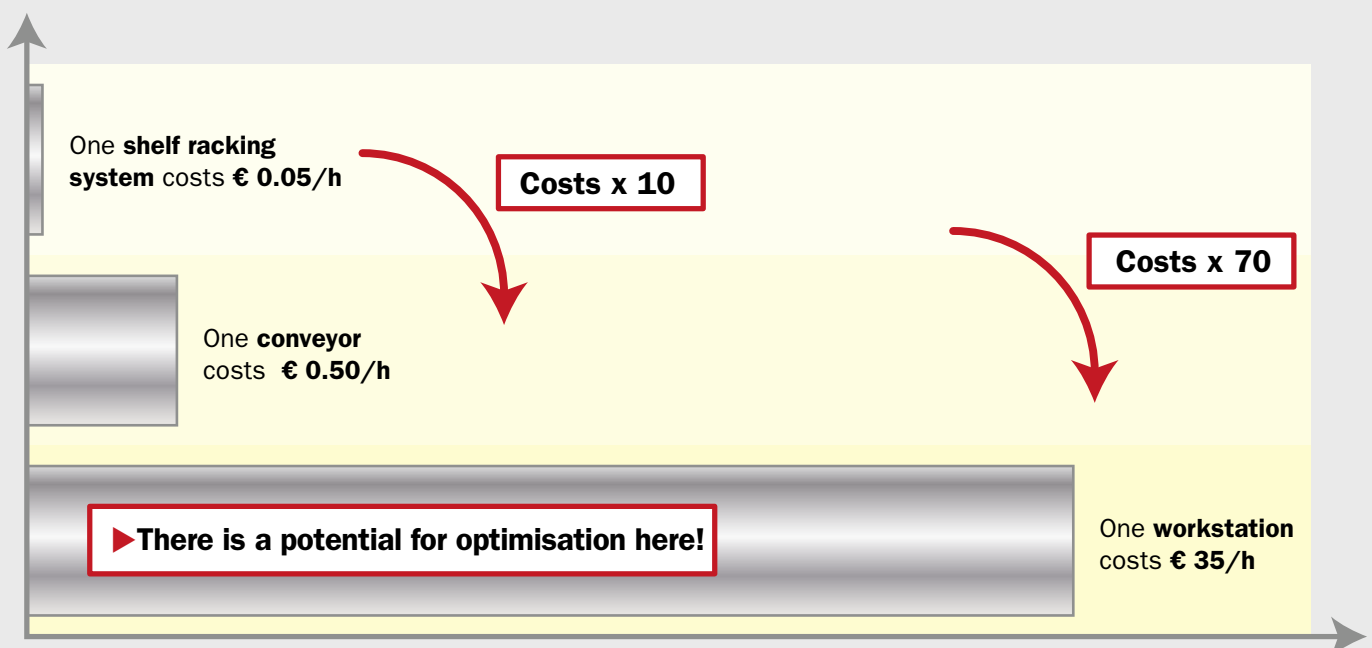 One shelf racking
system costs € 0.05/h
Costs x 10
Costs x 70
One conveyor
costs € 0.50/h
▶There is a potential for optimisation here!
One workstation
costs € 35/h